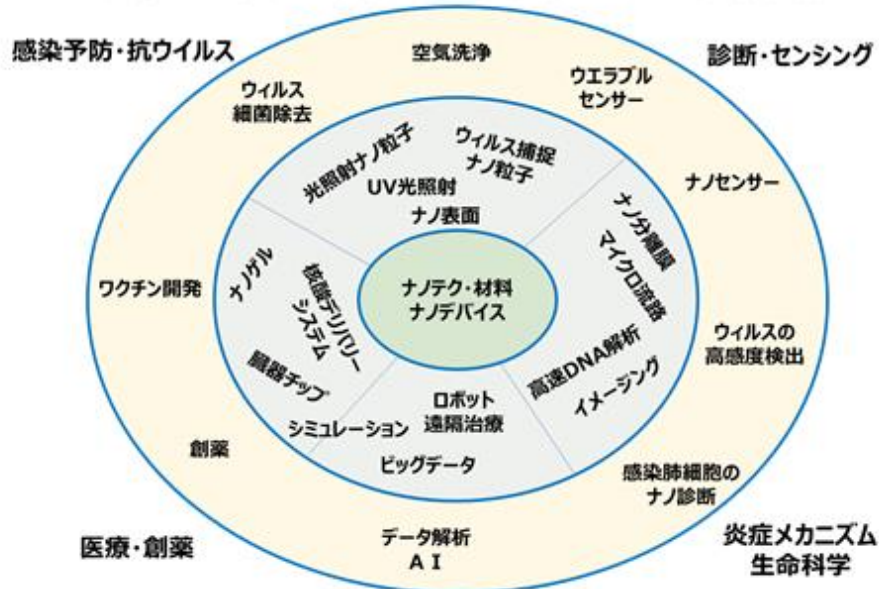 感染予防・抗ウイルス
空気洗浄
診断・センシング
ウィルス
細菌除去
ウエラブル
センサー
光照射ナノ粒子
ウィルス捕捉
ナノ粒子
UV光照射
ナノ表面
ナノセンサー
ナノ分離膜
マイクロ流路
ワクチン開発
ナノゲル
核酸デリバリー
システム
ナノテク・材料
ナノデバイス
ウィルスの
高感度検出
高速DNA解析
イメージング
臓器チップ
シミュレーション
ロボット
遠隔治療
ビッグデータ
創薬
感染肺細胞の
ナノ診断
医療・創薬
データ解析
AI
炎症メカニズム
生命科学